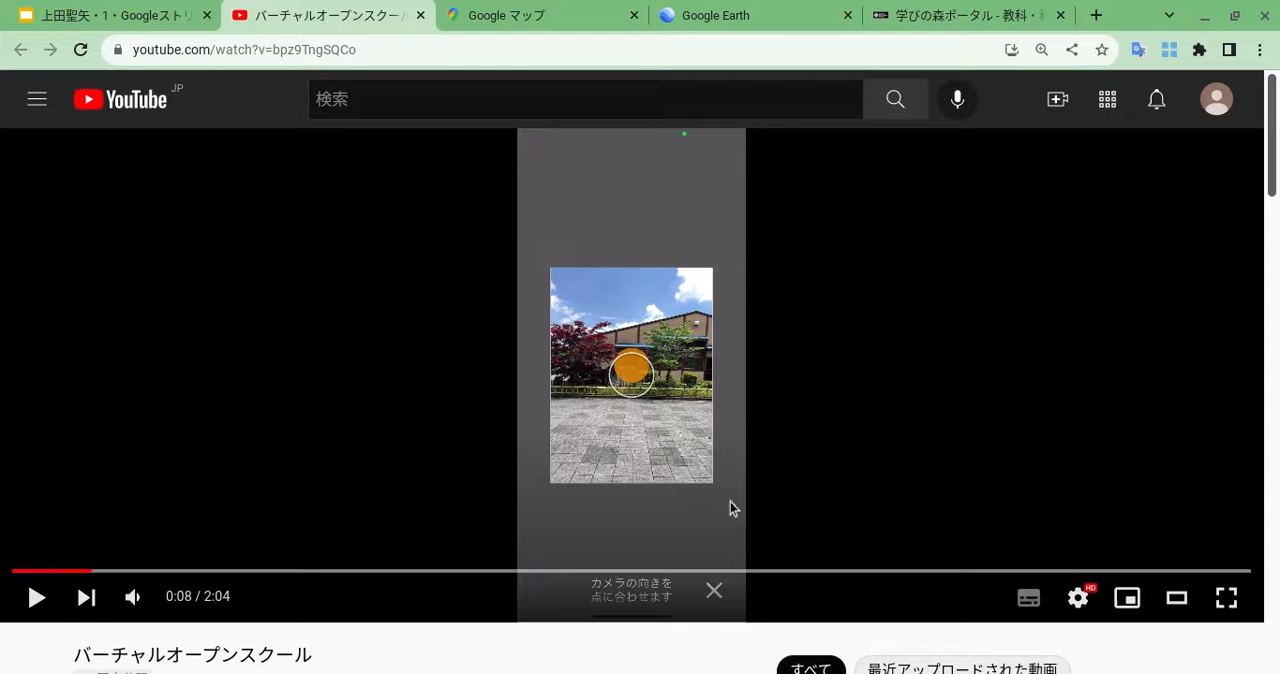 上田聖矢・1・Googleストリ
バーチャルオープンスクール
Google マップ
Google Earth
学びの森ポータル - 教科・
youtube.com/watch?v=bpz9TngSQCo
YouTube JP
検索
カメラの向きを
点に合わせます
0:08 / 2:04
HD
バーチャルオープンスクール
すべて
最近アップロードされた動画